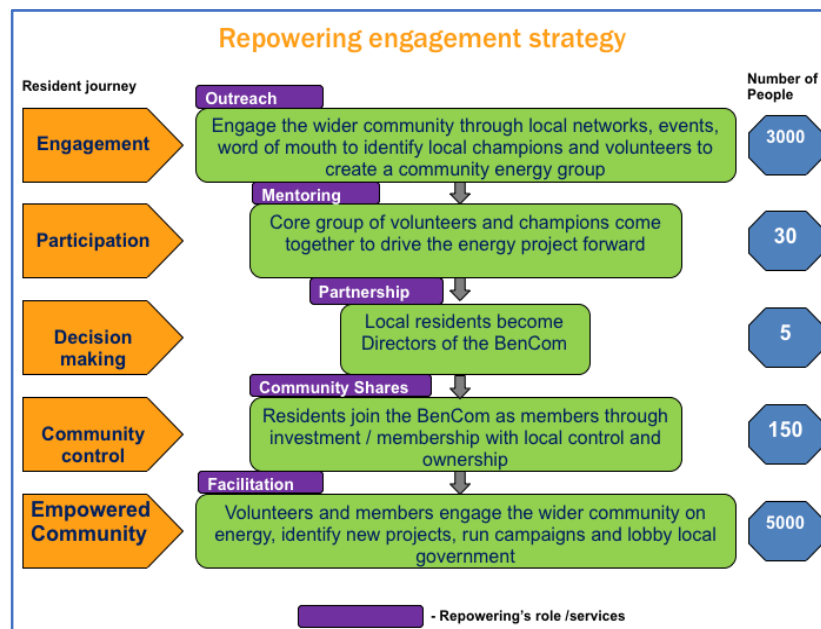 Repowering engagement strategy
Resident journey
Number of
People
Outreach
Engagement
Engage the wider community through local networks, events,
word of mouth to identify local champions and volunteers to
create a community energy group
3000
Mentoring
Participation
Core group of volunteers and champions come
together to drive the energy project forward
30
Partnership
Decision
making
Local residents become
Directors of the BenCom
5
Community Shares
Community
control
Residents join the BenCom as members through
investment / membership with local control and
ownership
150
Facilitation
Empowered
Community
Volunteers and members engage the wider community on
energy, identify new projects, run campaigns and lobby local
government
5000
- Repowering's role /services